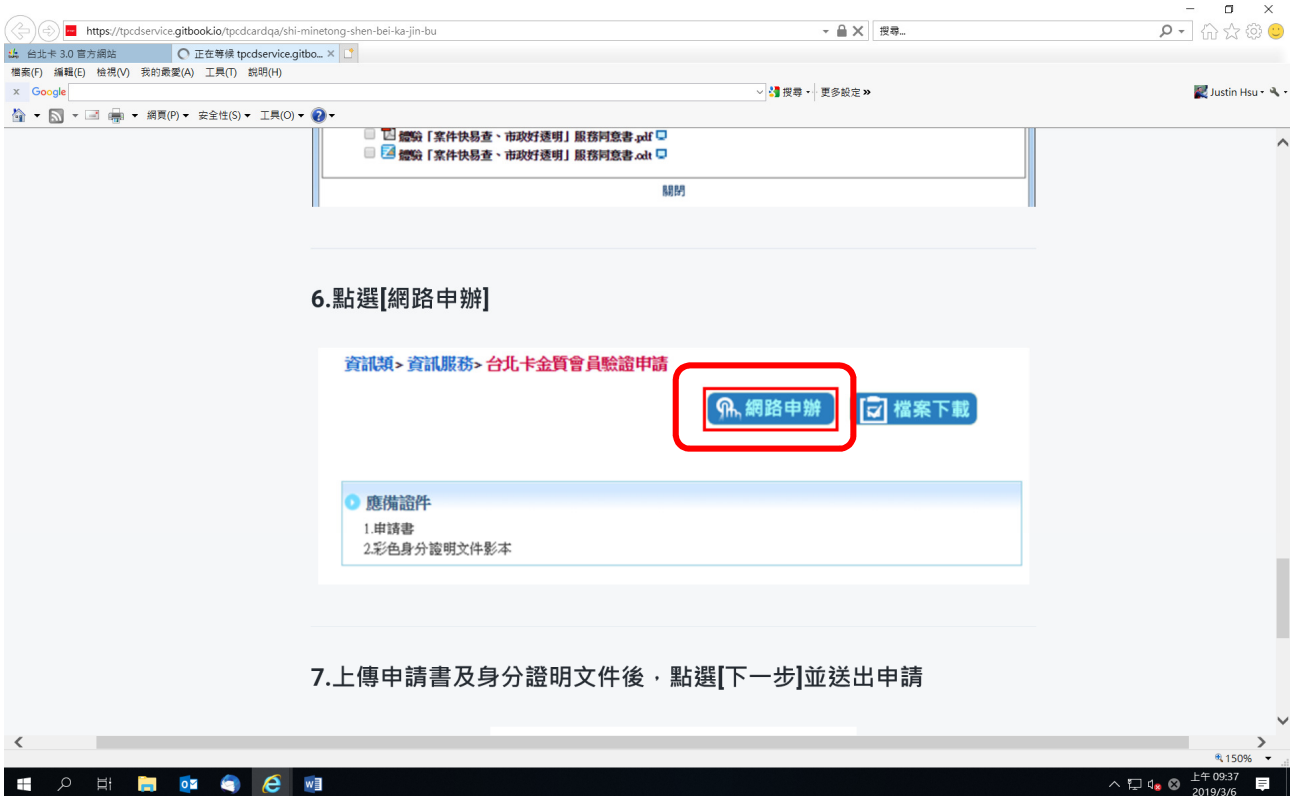 https://tpcdservice.gitbook.io/tpcdcardqa/shi-minetong-shen-bei-ka-jin-bu
搜尋...
台北卡 3.0 官方網站
正在等候 tpcdservice.gitbo...
檔案(F) 編輯(E) 檢視(V) 我的最愛(A) 工具(T) 說明(H)
x Google
搜尋
更多設定 »
Justin Hsu
網頁(P) 安全性(S) 工具(O)
體驗「案件快易查、市政好透明」服務同意書.pdf
體驗「案件快易查、市政好透明」服務同意書.odt
關閉
6.點選[網路申辦]
資訊類> 資訊服務> 台北卡金質會員驗證申請
網路申辦
檔案下載
應備證件
1.申請書
2.彩色身分證明文件影本
7.上傳申請書及身分證明文件後，點選[下一步]並送出申請
150%
上午 09:37
2019/3/6